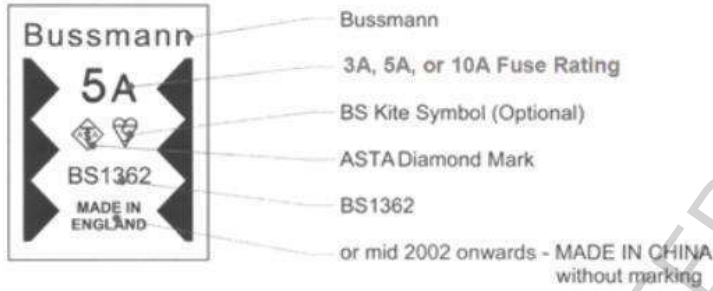 Bussmann
5A
ASTA
BS1362
MADE IN
ENGLAND
Bussmann
3A, 5A, or 10A Fuse Rating
BS Kite Symbol (Optional)
ASTA Diamond Mark
BS1362
or mid 2002 onwards - MADE IN CHINA
without marking